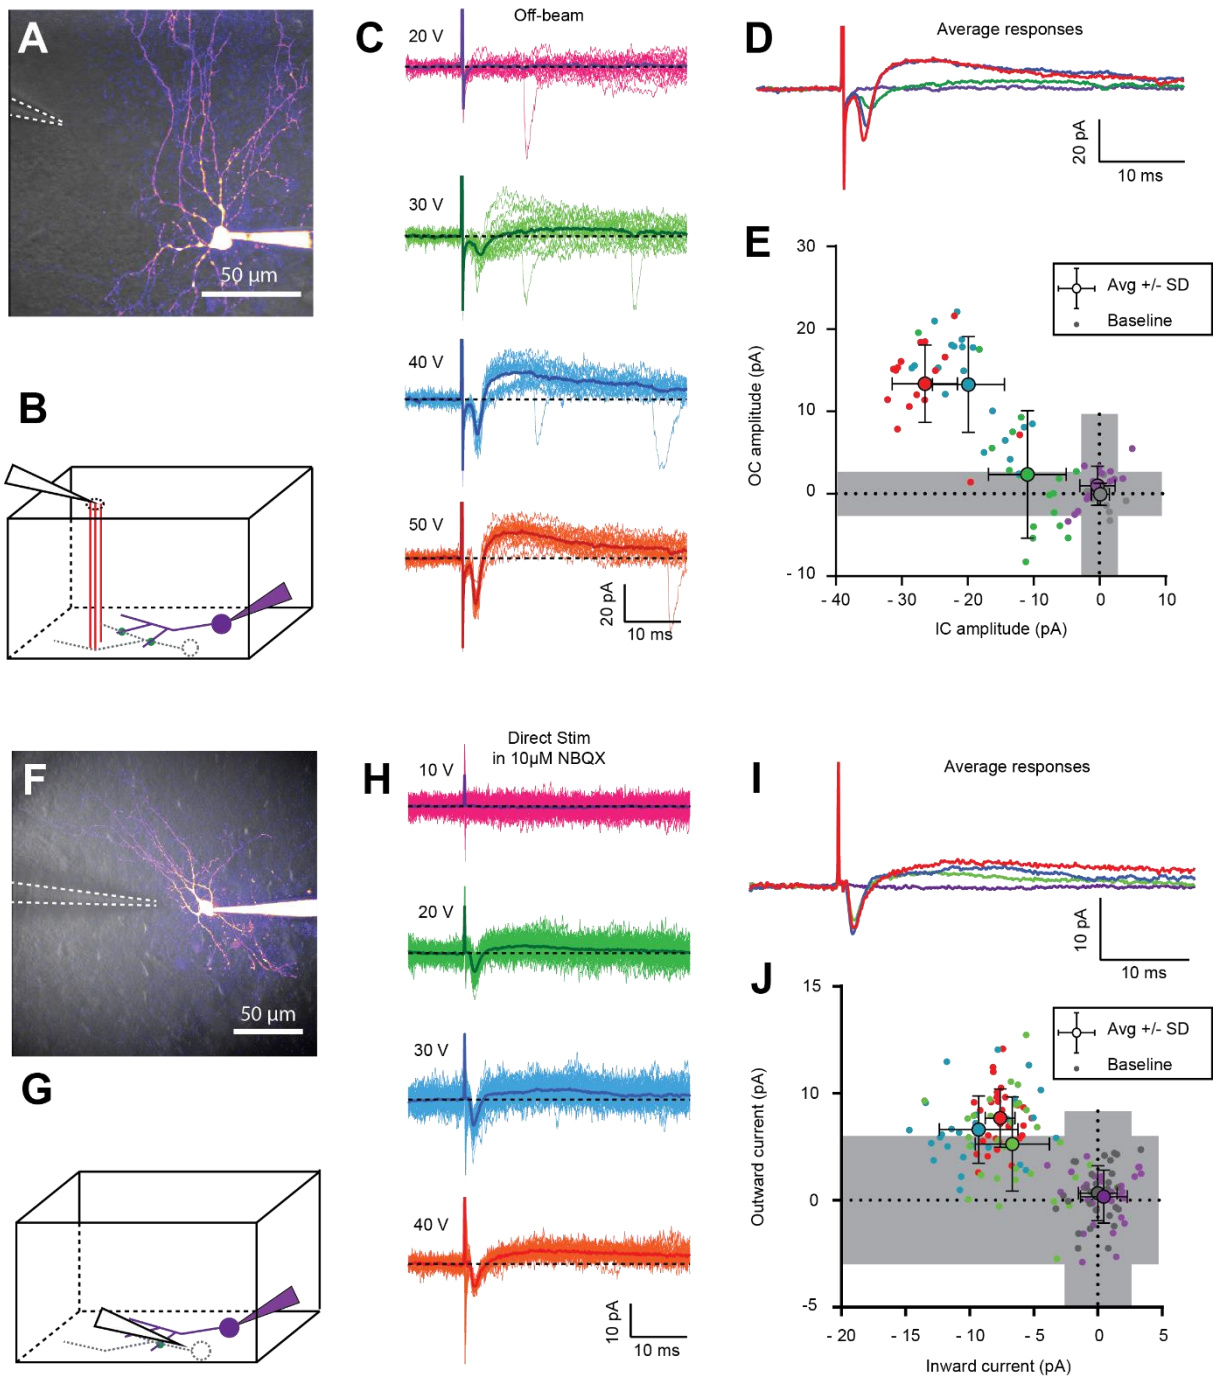 A
50 µm
B
C
Off-beam
20 V
30 V
40 V
50 V
20 pA
10 ms
D
Average responses
20 pA
10 ms
E
30
20
10
0
- 10
OC amplitude (pA)
- 40
- 30
- 20
- 10
0
10
IC amplitude (pA)
Avg +/- SD
Baseline
F
50 µm
G
H
Direct Stim
in 10µM NBQX
10 V
20 V
30 V
40 V
10 pA
10 ms
I
Average responses
10 pA
10 ms
J
15
10
0
-5
Outward current (pA)
- 20
- 15
- 10
- 5
0
5
Inward current (pA)
Avg +/- SD
Baseline